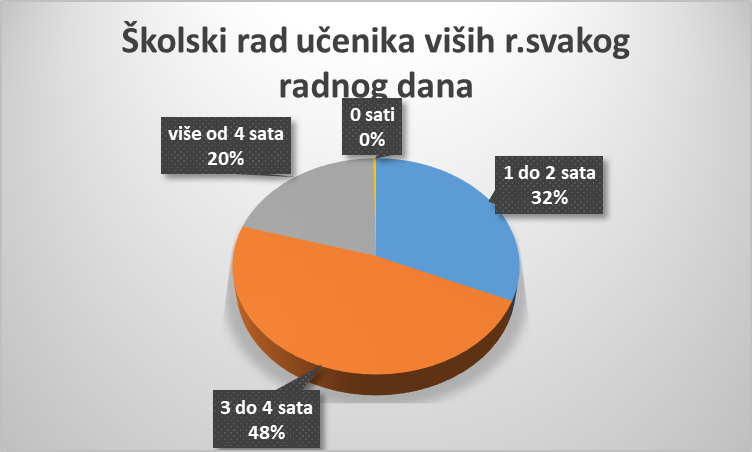 Školski rad učenika viših r.svakog
radnog dana
0 sati
0%
više od 4 sata
20%
1 do 2 sata
32%
3 do 4 sata
48%